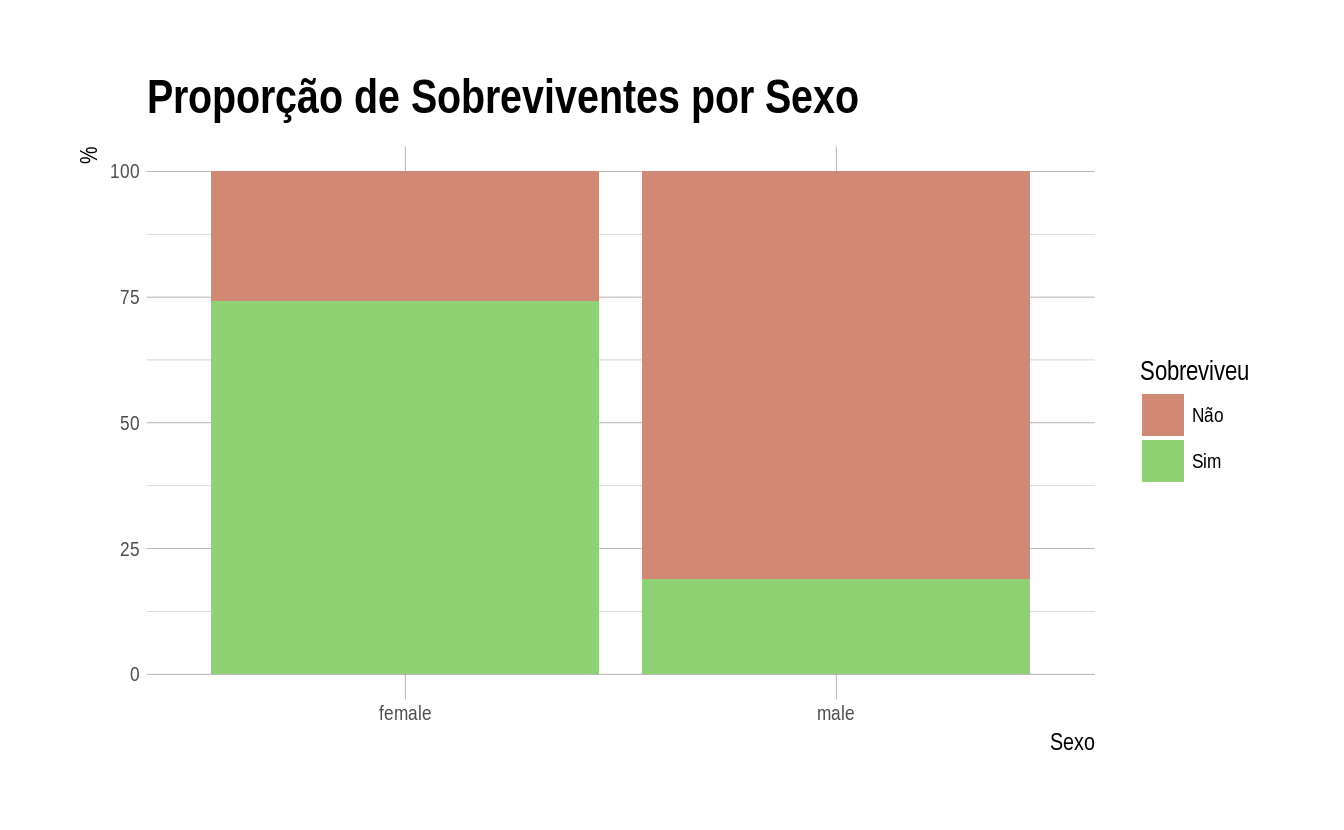 Proporção de Sobreviventes por Sexo
%
100
75
50
25
0
female
male
Sexo
Sobreviveu
Não
Sim